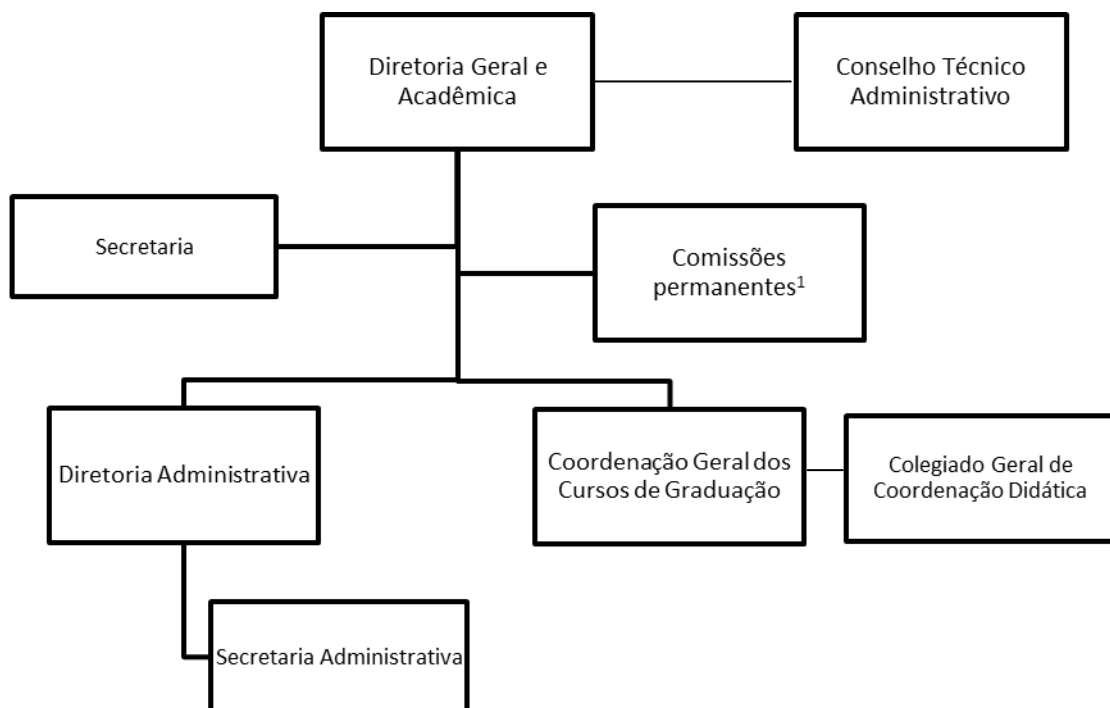 Diretoria Geral e
Acadêmica
Conselho Técnico
Administrativo
Secretaria
Comissões
permanentes¹
Diretoria Administrativa
Coordenação Geral dos
Cursos de Graduação
Colegiado Geral de
Coordenação Didática
Secretaria Administrativa